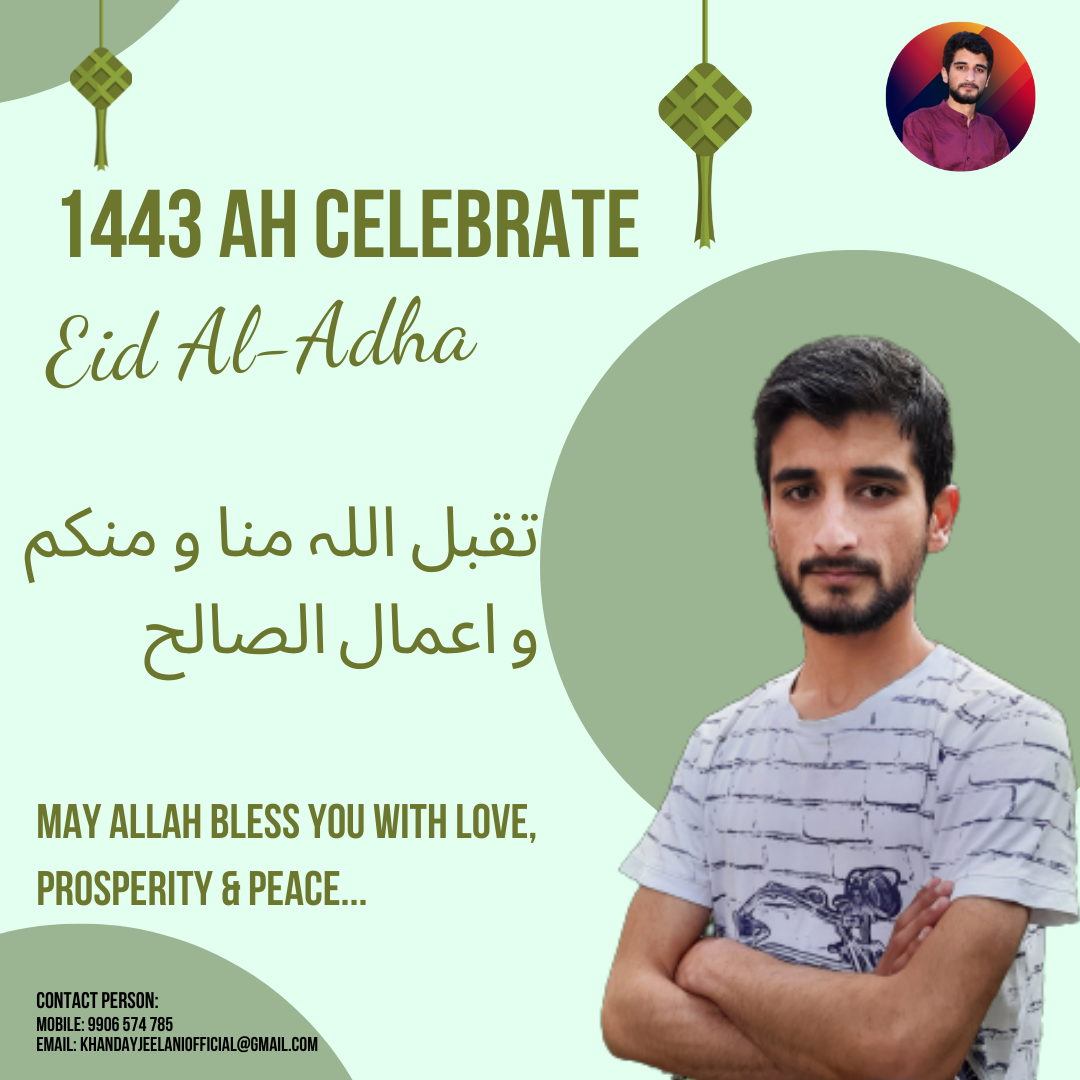 1443 AH CELEBRATE
Eid Al-Adha
تقبل اللہ منا و منکم
و اعمال الصالح
MAY ALLAH BLESS YOU WITH LOVE,
PROSPERITY & PEACE...
CONTACT PERSON:
MOBILE: 9906 574 785
EMAIL: KHANDAYJEELANIOFFICIAL@GMAIL.COM